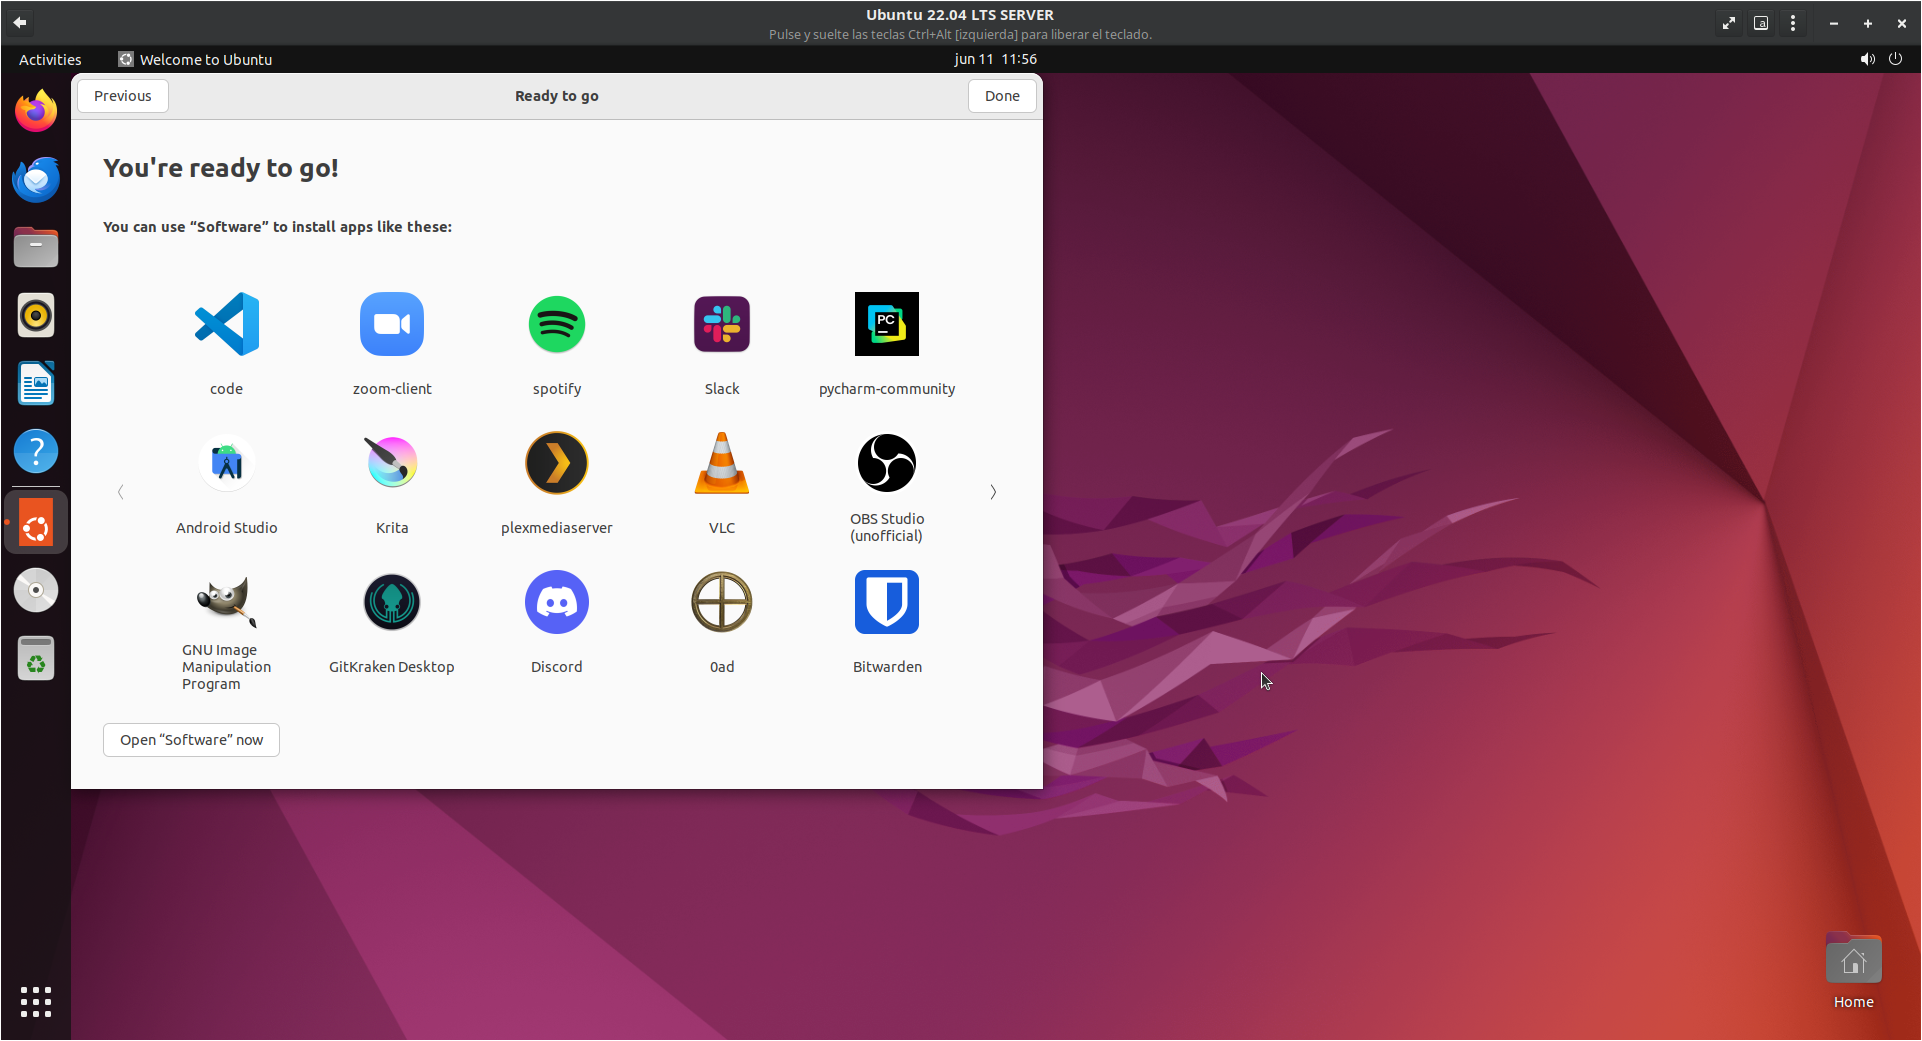 Ubuntu 22.04 LTS SERVER
Pulse y suelte las teclas Ctrl+Alt [izquierda] para liberar el teclado.
Activities
Welcome to Ubuntu
jun 11 11:56
Previous
Ready to go
Done
You're ready to go!
You can use “Software” to install apps like these:
code
zoom-client
spotify
Slack
PC
pycharm-community
Android Studio
Krita
plexmediaserver
VLC
OBS Studio
(unofficial)
GNU Image
Manipulation
Program
GitKraken Desktop
Discord
0ad
Bitwarden
Open “Software” now
Home